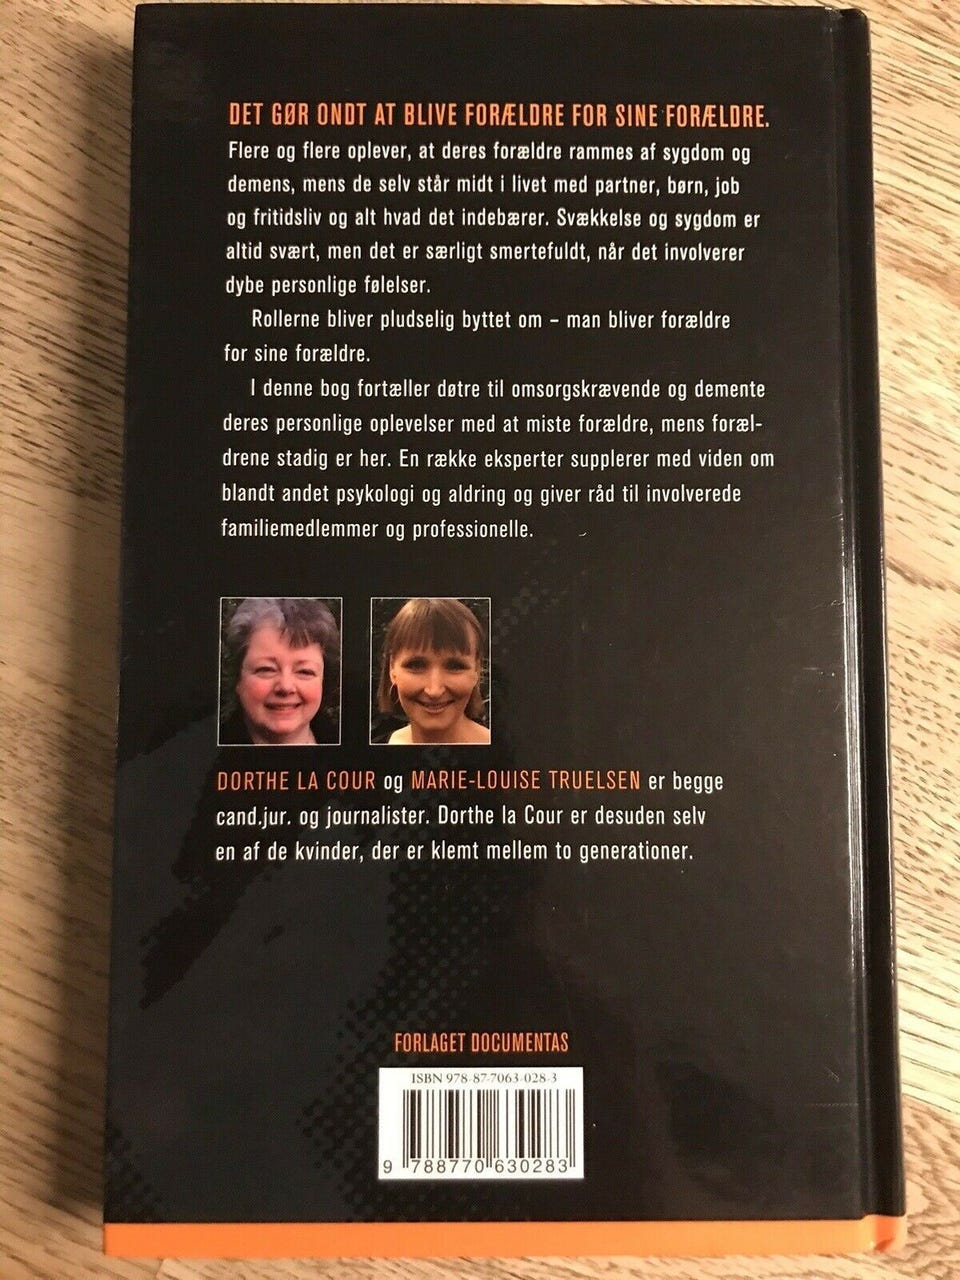 DET GØR ONDT AT BLIVE FORÆLDRE FOR SINE FORÆLDRE.
Flere og flere oplever, at deres forældre rammes af sygdom og
demens, mens de selv står midt i livet med partner, børn, job
og fritidsliv og alt hvad det indebærer. Svækkelse og sygdom er
altid svært, men det er særligt smertefuldt, når det involverer
dybe personlige følelser.
Rollerne bliver pludselig byttet om – man bliver forældre
for sine forældre.
I denne bog fortæller døtre til omsorgskrævende og demente
deres personlige oplevelser med at miste forældre, mens foræl-
drene stadig er her. En række eksperter supplerer med viden om
blandt andet psykologi og aldring og giver råd til involverede
familiemedlemmer og professionelle.
DORTHE LA COUR og MARIE-LOUISE TRUELSEN er begge
cand.jur. og journalister. Dorthe la Cour er desuden selv
en af de kvinder, der er klemt mellem to generationer.
FORLAGET DOCUMENTAS
ISBN 978-87-7063-028-3
9 788770 630283